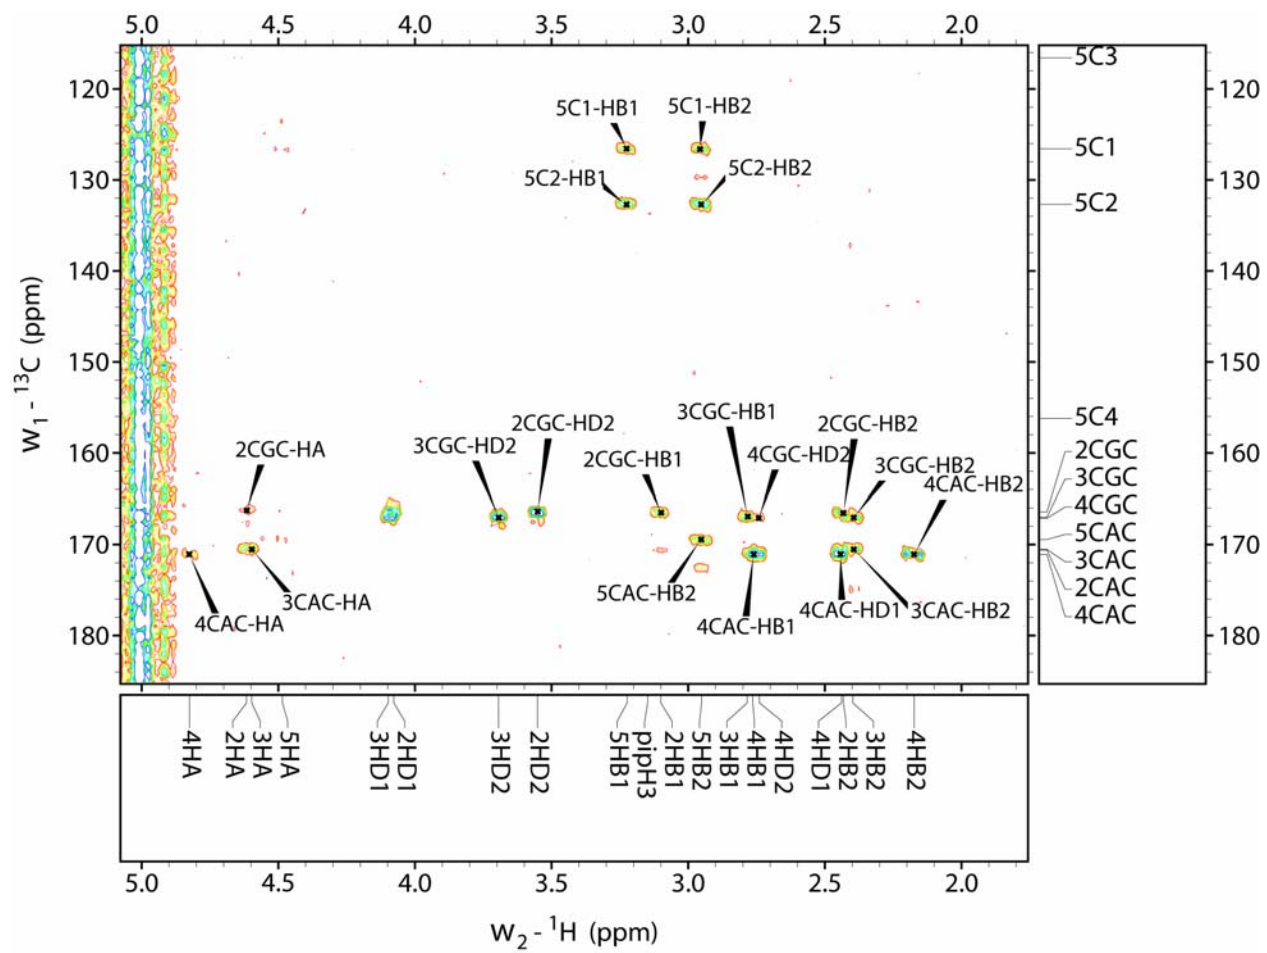 5.0 4.5 4.0 3.5 3.0 2.5 2.0
120 120
130 130
140 140
150 150
160 160
170 170
180 180
w1 - 13C (ppm)
5C1-HB1 5C1-HB2
5C2-HB1 5C2-HB2
3CGC-HB1
2CGC-HD2 2CGC-HB2
2CGC-HA 3CGC-HD2 2CGC-HB1 4CGC-HD2 3CGC-HB2
4CAC-HB2
5CAC-HB2
3CAC-HA 4CAC-HD1 3CAC-HB2
4CAC-HA 4CAC-HB1
5C3
5C1
5C2
5C4
2CGC
3CGC
4CGC
5CAC
3CAC
2CAC
4CAC
4HA 2HA 3HA 5HA 3HD1 2HD1 3HD2 2HD2 5HB1 pipH3 2HB1 5HB2 3HB1 4HB1 4HD2 4HD1 2HB2 3HB2 4HB2
5.0 4.5 4.0 3.5 3.0 2.5 2.0
w2 - 1H (ppm)